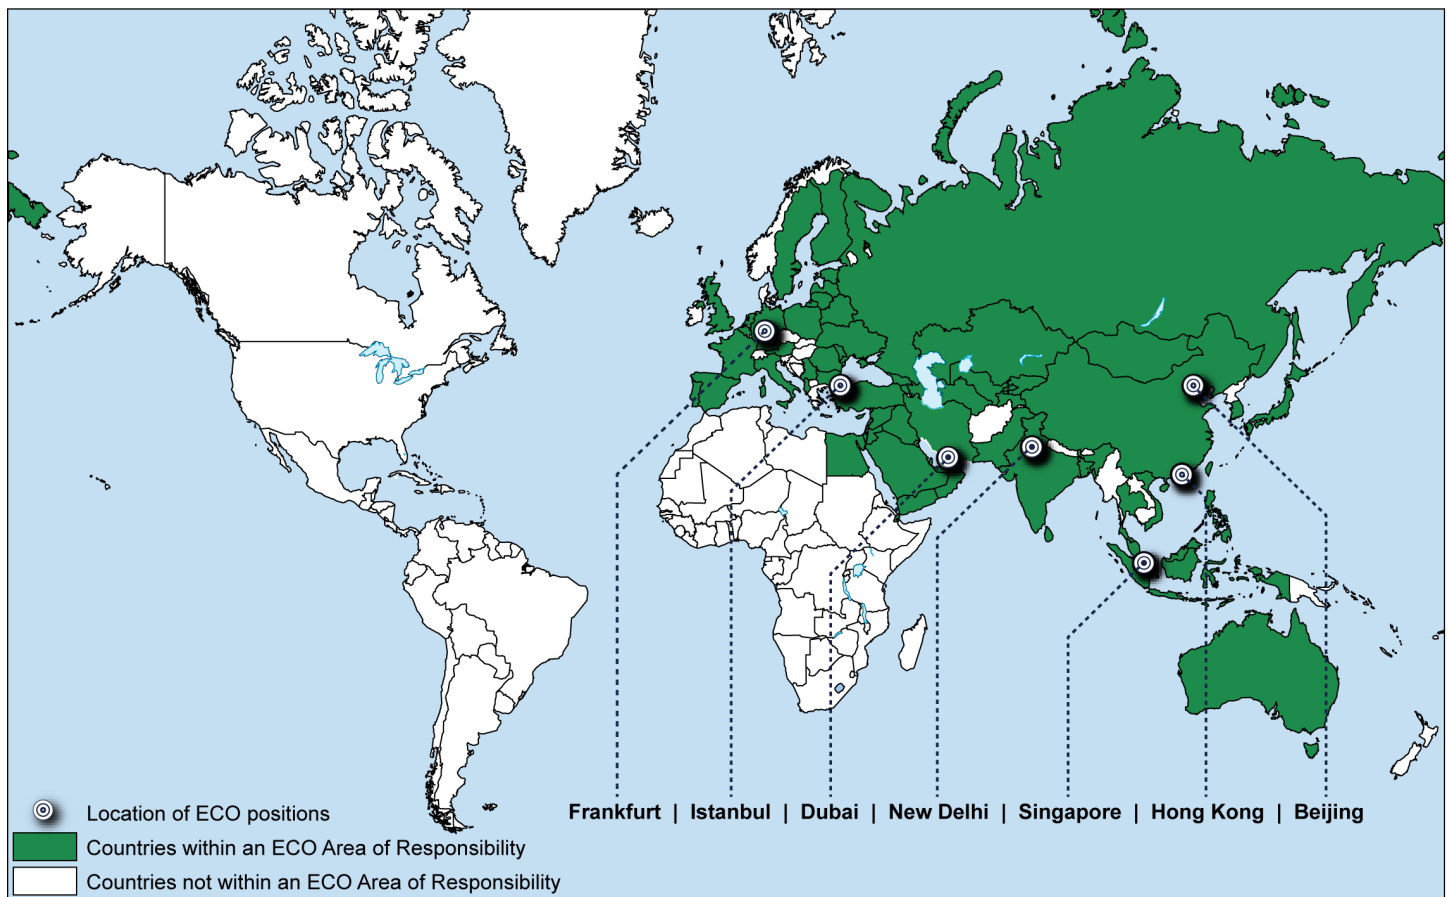 Frankfurt | Istanbul | Dubai | New Delhi | Singapore | Hong Kong | Beijing
Location of ECO positions
Countries within an ECO Area of Responsibility
Countries not within an ECO Area of Responsibility